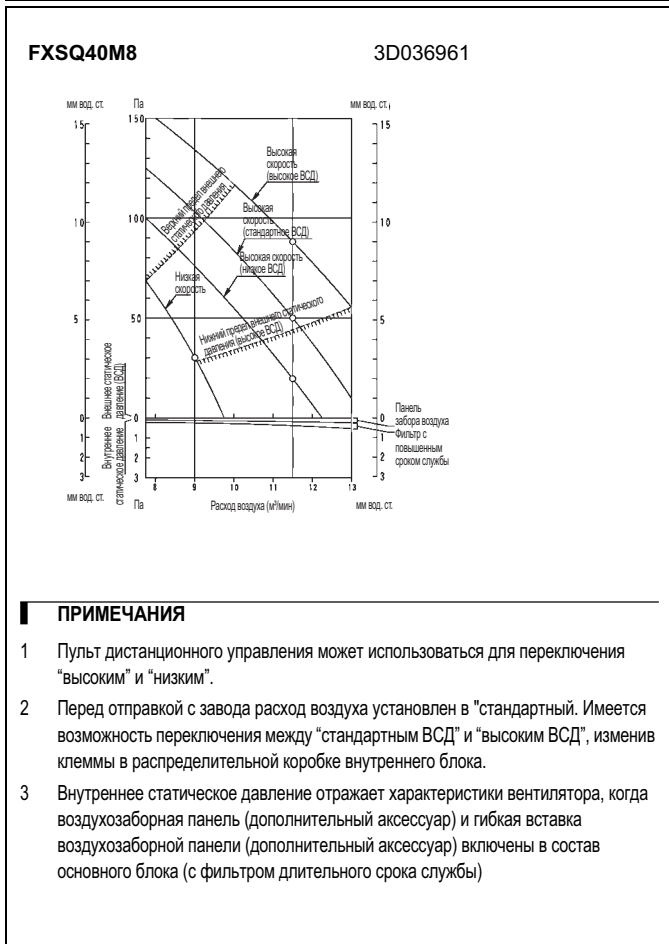 FXSQ40M8
3D036961
мм вод. ст.
Па
мм вод. ст.
15
150
15
Высокая
скорость
(высокое ВСД)
Верхний предел внешнего
статического давления
10
100
10
Высокая
скорость
(стандартное ВСД)
Высокая скорость
(низкое ВСД)
Низкая
скорость
5
50
5
Нижний предел внешнего статического
давления (высокое ВСД)
Внешнее статическое
давление (ВСД)
0
0
0
Панель
забора воздуха
Фильтр с
повышенным
сроком службы
Внутреннее
статическое давление
1
1
1
2
2
2
3
3
3
8
9
10
11
12
13
мм вод. ст.
Па
Расход воздуха (м³/мин)
мм вод. ст.
ПРИМЕЧАНИЯ
1 Пульт дистанционного управления может использоваться для переключения
“высоким” и “низким”.
2 Перед отправкой с завода расход воздуха установлен в "стандартный. Имеется
возможность переключения между “стандартным ВСД” и “высоким ВСД”, изменив
клеммы в распределительной коробке внутреннего блока.
3 Внутреннее статическое давление отражает характеристики вентилятора, когда
воздухозаборная панель (дополнительный аксессуар) и гибкая вставка
воздухозаборной панели (дополнительный аксессуар) включены в состав
основного блока (с фильтром длительного срока службы)